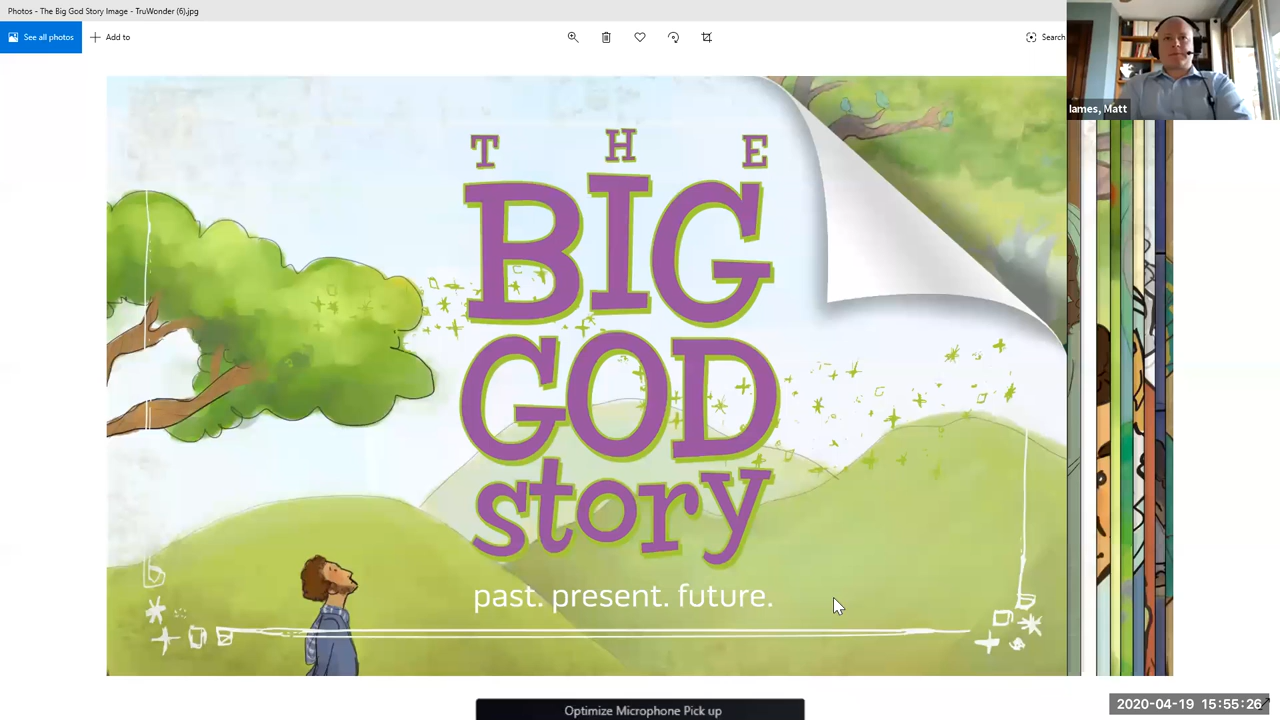 Photos - The Big God Story Image - TruWonder (6).jpg
See all photos
Add to
Search
James, Matt
THE
BIG
GOD
story
past. present. future.
Optimize Microphone Pick up
2020-04-19 15:55:26